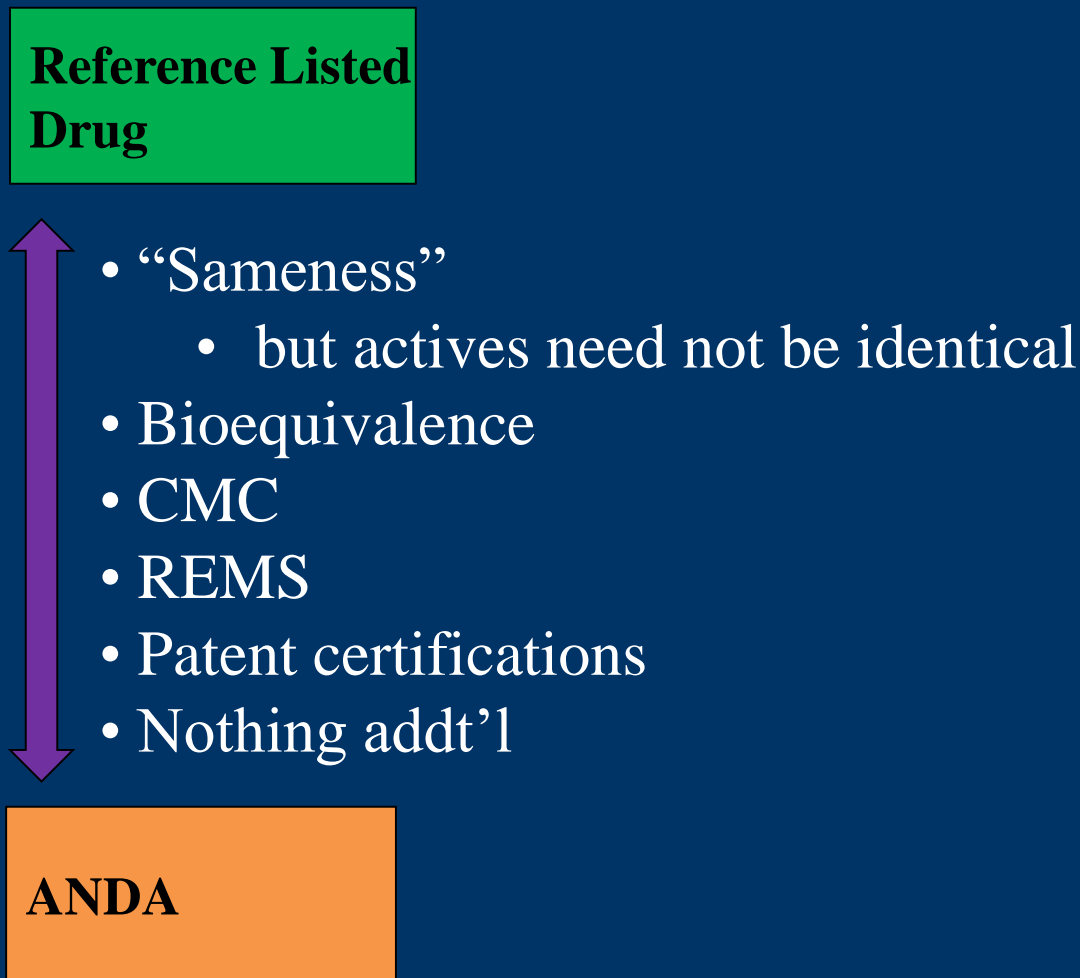 Reference Listed
Drug
• “Sameness”
• but actives need not be identical
• Bioequivalence
• CMC
• REMS
• Patent certifications
• Nothing addt’l
ANDA